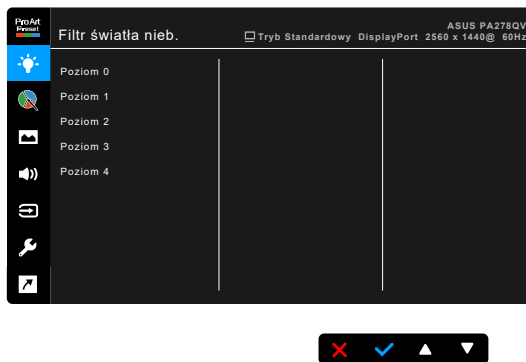 ProArt
Preset
Filtr światła nieb.
ASUS PA278QV
Tryb Standardowy DisplayPort 2560 x 1440@ 60Hz
Poziom 0
Poziom 1
Poziom 2
Poziom 3
Poziom 4